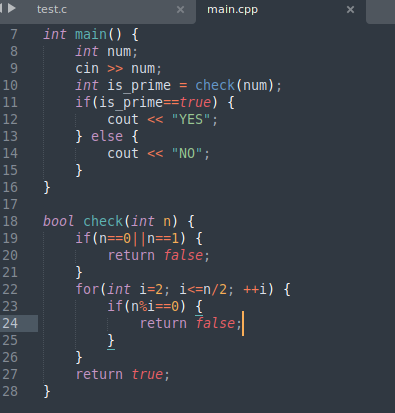 test.c × main.cpp ×
7 int main() {
8 int num;
9 cin >> num;
10 int is_prime = check(num);
11 if(is_prime==true) {
12 cout << "YES";
13 } else {
14 cout << "NO";
15 }
16 }
17
18 bool check(int n) {
19 if(n==0||n==1) {
20 return false;
21 }
22 for(int i=2; i<=n/2; ++i) {
23 if(n%i==0) {
24 return false;
25 }
26 }
27 return true;
28 }